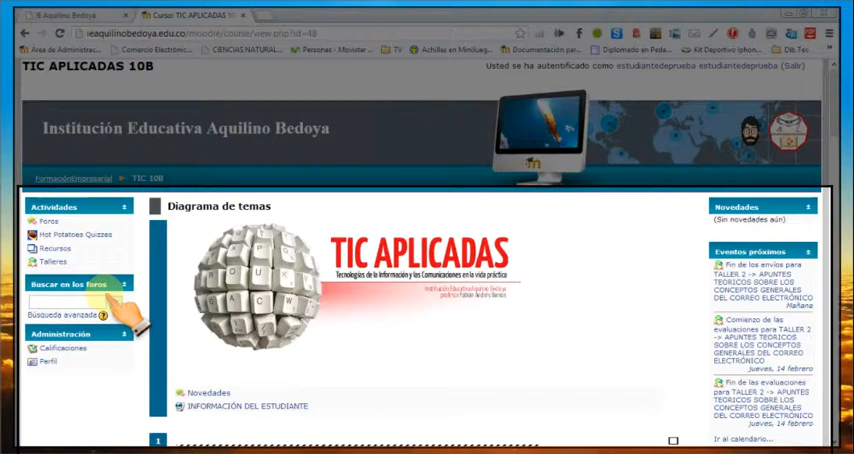 IE Aquilino Bedoya
Curso: TIC APLICADAS 10
ieaquilinobedoya.edu.co/moodle/course/view.php?id=48
Área de Administrac...
Comercio Electrónic...
CIENCIAS NATURAL...
Personas - Movistar ...
TV
Achilles en Minilueg...
Documentación par...
Diplomado en Peda...
Kit Deportivo Iphon...
Dib.Tec
TIC APLICADAS 10B
Usted se ha autentificado como estudiantedeprueba estudiantedeprueba (Salir)
Institución Educativa Aquilino Bedoya
FormaciónEmpresarial ► TIC 10B
Actividades
Foros
Hot Potatoes Quizzes
Recursos
Talleres
Buscar en los foros
Búsqueda avanzada
Administración
Calificaciones
Perfil
Diagrama de temas
TIC APLICADAS
Tecnologías de la Información y las Comunicaciones en la vida práctica
Institución Educativa Aquilino Bedoya
Novedades
INFORMACIÓN DEL ESTUDIANTE
1
Novedades
(Sin novedades aún)
Eventos próximos
Fin de los envíos para
TALLER 2 -> APUNTES
TEORICOS SOBRE LOS
CONCEPTOS GENERALES
DEL CORREO ELECTRÓNICO
Mañana
Comienzo de las
evaluaciones para TALLER 2
-> APUNTES TEORICOS
SOBRE LOS CONCEPTOS
GENERALES DEL CORREO
ELECTRÓNICO
jueves, 14 febrero
Fin de las evaluaciones
para TALLER 2 -> APUNTES
TEORICOS SOBRE LOS
CONCEPTOS GENERALES
DEL CORREO ELECTRÓNICO
jueves, 14 febrero
Ir al calendario...